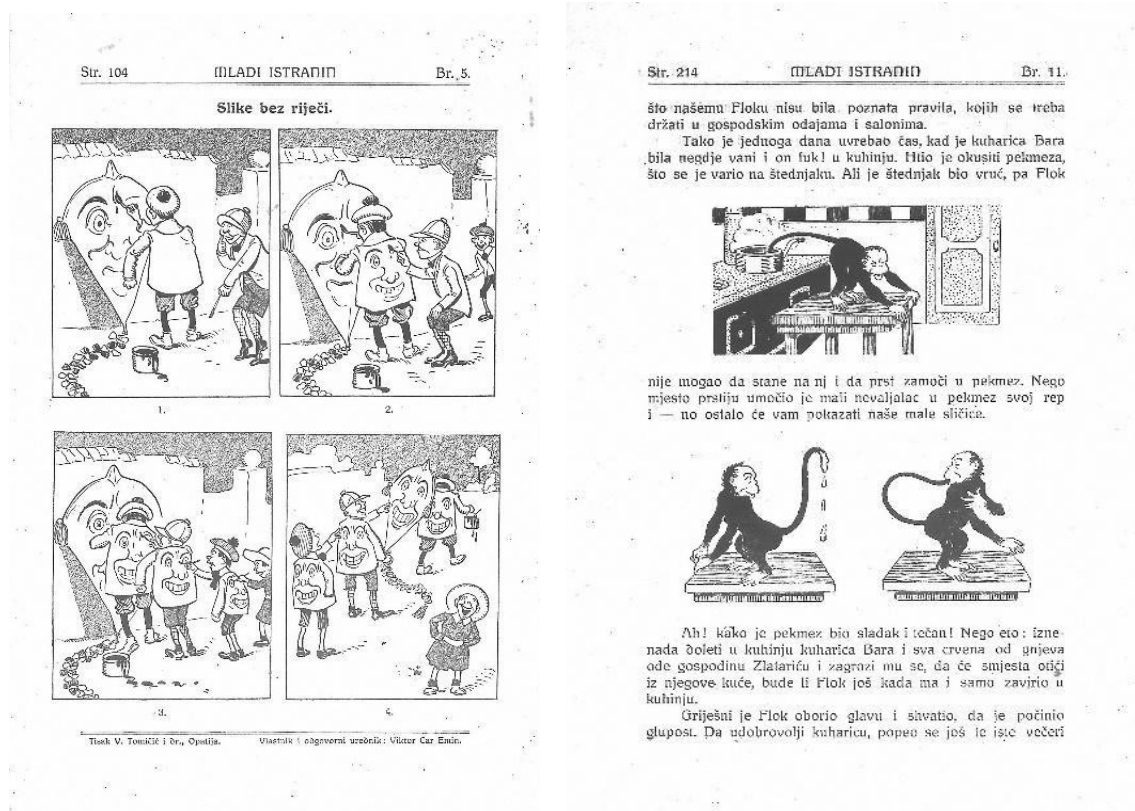 Str. 104 MLADI ISTRANIN Br. 5.
Slike bez riječi.
1. 2.
3. 4.
Tisak V. Tomičić i dr., Opatija. Vlastnik i odgovorni urednik: Viktor Car Emin.
Str. 214 MLADI ISTRANIN Br. 11.
što našemu Floku nisu bila poznata pravila, kojih se treba
držati u gospodskim odajama i salonima.
Tako je jednoga dana uvrebao čas, kad je kuharica Bara
bila negdje vani i on fuk! u kuhinju. Htio je okusiti pekmeza,
što se je vario na štednjaku. Ali je štednjak bio vruć, pa Flok
nije mogao da stane na nj i da prst zamoči u pekmez. Nego
mjesto prstiju umočio je mali nevaljalac u pekmez svoj rep
i — no ostalo će vam pokazati naše male sličice.
Ah! kako je pekmez bio sladak i tečan! Nego eto: izne-
nada doleti u kuhinju kuharica Bara i sva crvena od gnjeva
ode gospodinu Zlatariću i zagrozi mu se, da će smjesta otići
iz njegove kuće, bude li Flok još kada ma i samo zavirio u
kuhinju.
Griješni je Flok oborio glavu i shvatio, da je počinio
glupost. Da udobrovolji kuharicu, popeo se još te iste večeri